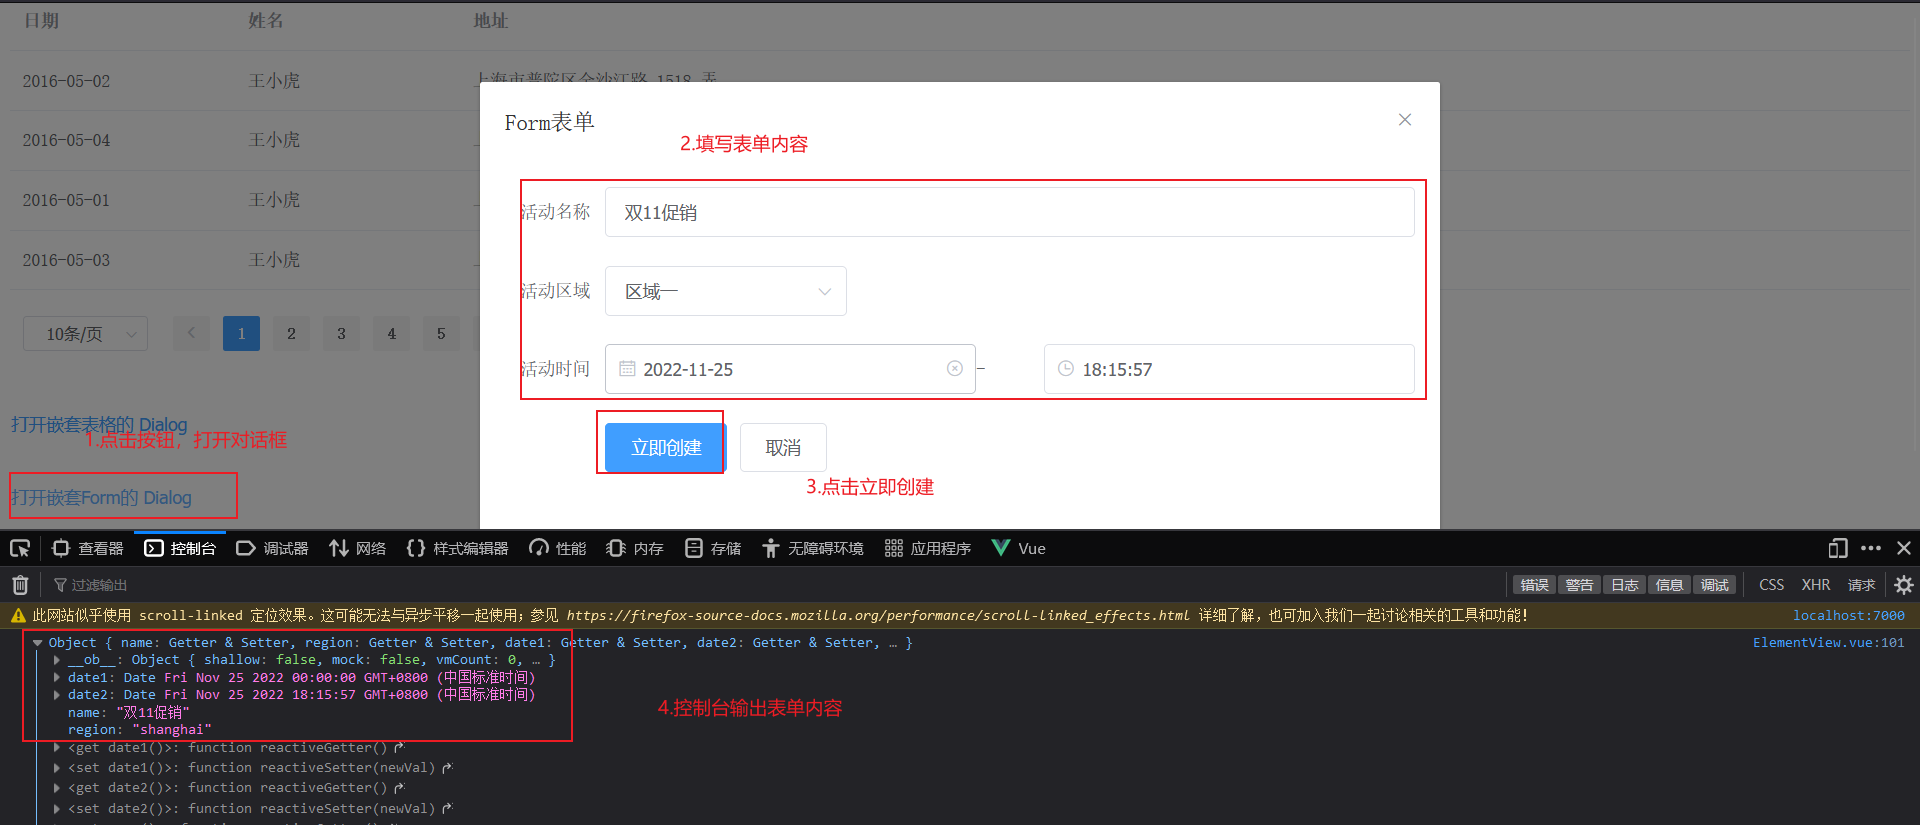 日期 姓名 地址
2016-05-02 王小虎 上海市普陀区金沙江路 1518 弄
2016-05-04 王小虎
2016-05-01 王小虎
2016-05-03 王小虎
10条/页 1 2 3 4 5
打开嵌套表格的 Dialog
1.点击按钮，打开对话框
打开嵌套Form的 Dialog
Form表单
2.填写表单内容
活动名称 双11促销
活动区域 区域一
活动时间 2022-11-25 - 18:15:57
立即创建 取消
3.点击立即创建
查看器 控制台 调试器 网络 样式编辑器 性能 内存 存储 无障碍环境 应用程序 Vue
过滤输出 错误 警告 日志 信息 调试 CSS XHR 请求
此网站似乎使用 scroll-linked 定位效果。这可能无法与异步平移一起使用；参见 https://firefox-source-docs.mozilla.org/performance/scroll-linked_effects.html 详细了解，也可加入我们一起讨论相关的工具和功能！ localhost:7000
Object { name: Getter & Setter, region: Getter & Setter, date1: Getter & Setter, date2: Getter & Setter, … } ElementView.vue:101
__ob__: Object { shallow: false, mock: false, vmCount: 0, … }
date1: Date Fri Nov 25 2022 00:00:00 GMT+0800 (中国标准时间)
date2: Date Fri Nov 25 2022 18:15:57 GMT+0800 (中国标准时间)
name: "双11促销"
region: "shanghai"
4.控制台输出表单内容
<get date1()>: function reactiveGetter()
<set date1()>: function reactiveSetter(newVal)
<get date2()>: function reactiveGetter()
<set date2()>: function reactiveSetter(newVal)